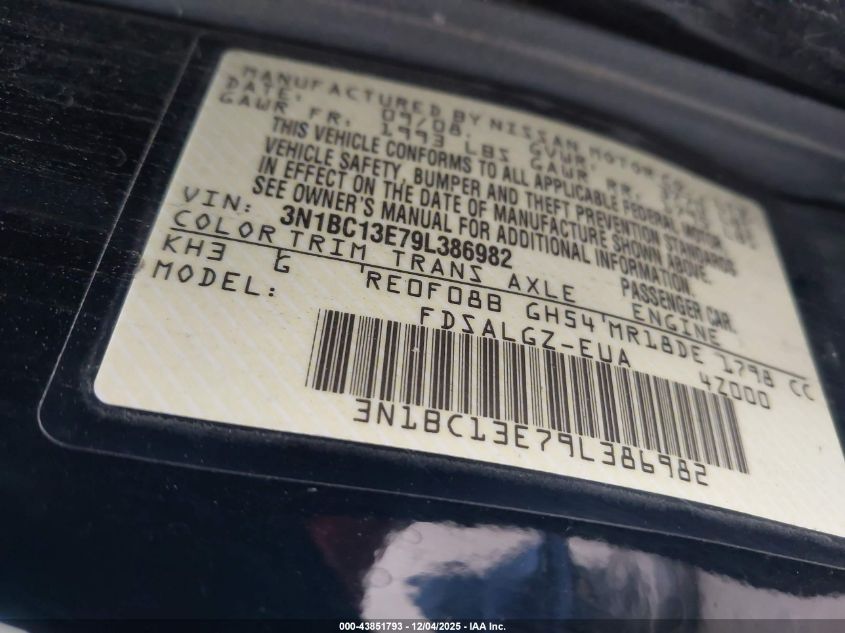 MANUFACTURED BY NISSAN MOTOR
DATE: 09/08 GVWR:
GAWR FR: 1993 LBS GAWR RR:
THIS VEHICLE CONFORMS TO ALL APPLICABLE FEDERAL MOTOR
VEHICLE SAFETY, BUMPER AND THEFT PREVENTION STANDARDS
IN EFFECT ON THE DATE OF MANUFACTURE SHOWN ABOVE.
SEE OWNER'S MANUAL FOR ADDITIONAL INFORMATION.
VIN: 3N1BC13E79L386982 PASSENGER CAR
COLOR TRIM TRANS AXLE ENGINE
KH3 G RE0F08B GH54 MR18DE 1798 CC
MODEL: FDSALGZ-EUA 4Z000
3N1BC13E79L386982
000-43851793 - 12/04/2025 - IAA Inc.